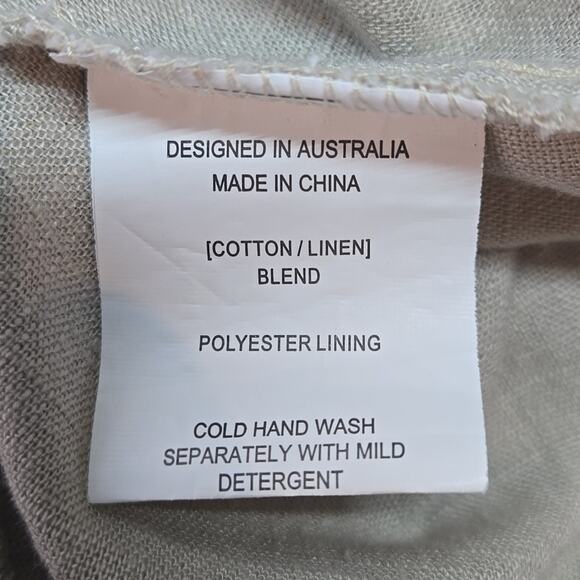 DESIGNED IN AUSTRALIA
MADE IN CHINA
[COTTON / LINEN]
BLEND
POLYESTER LINING
COLD HAND WASH
SEPARATELY WITH MILD
DETERGENT